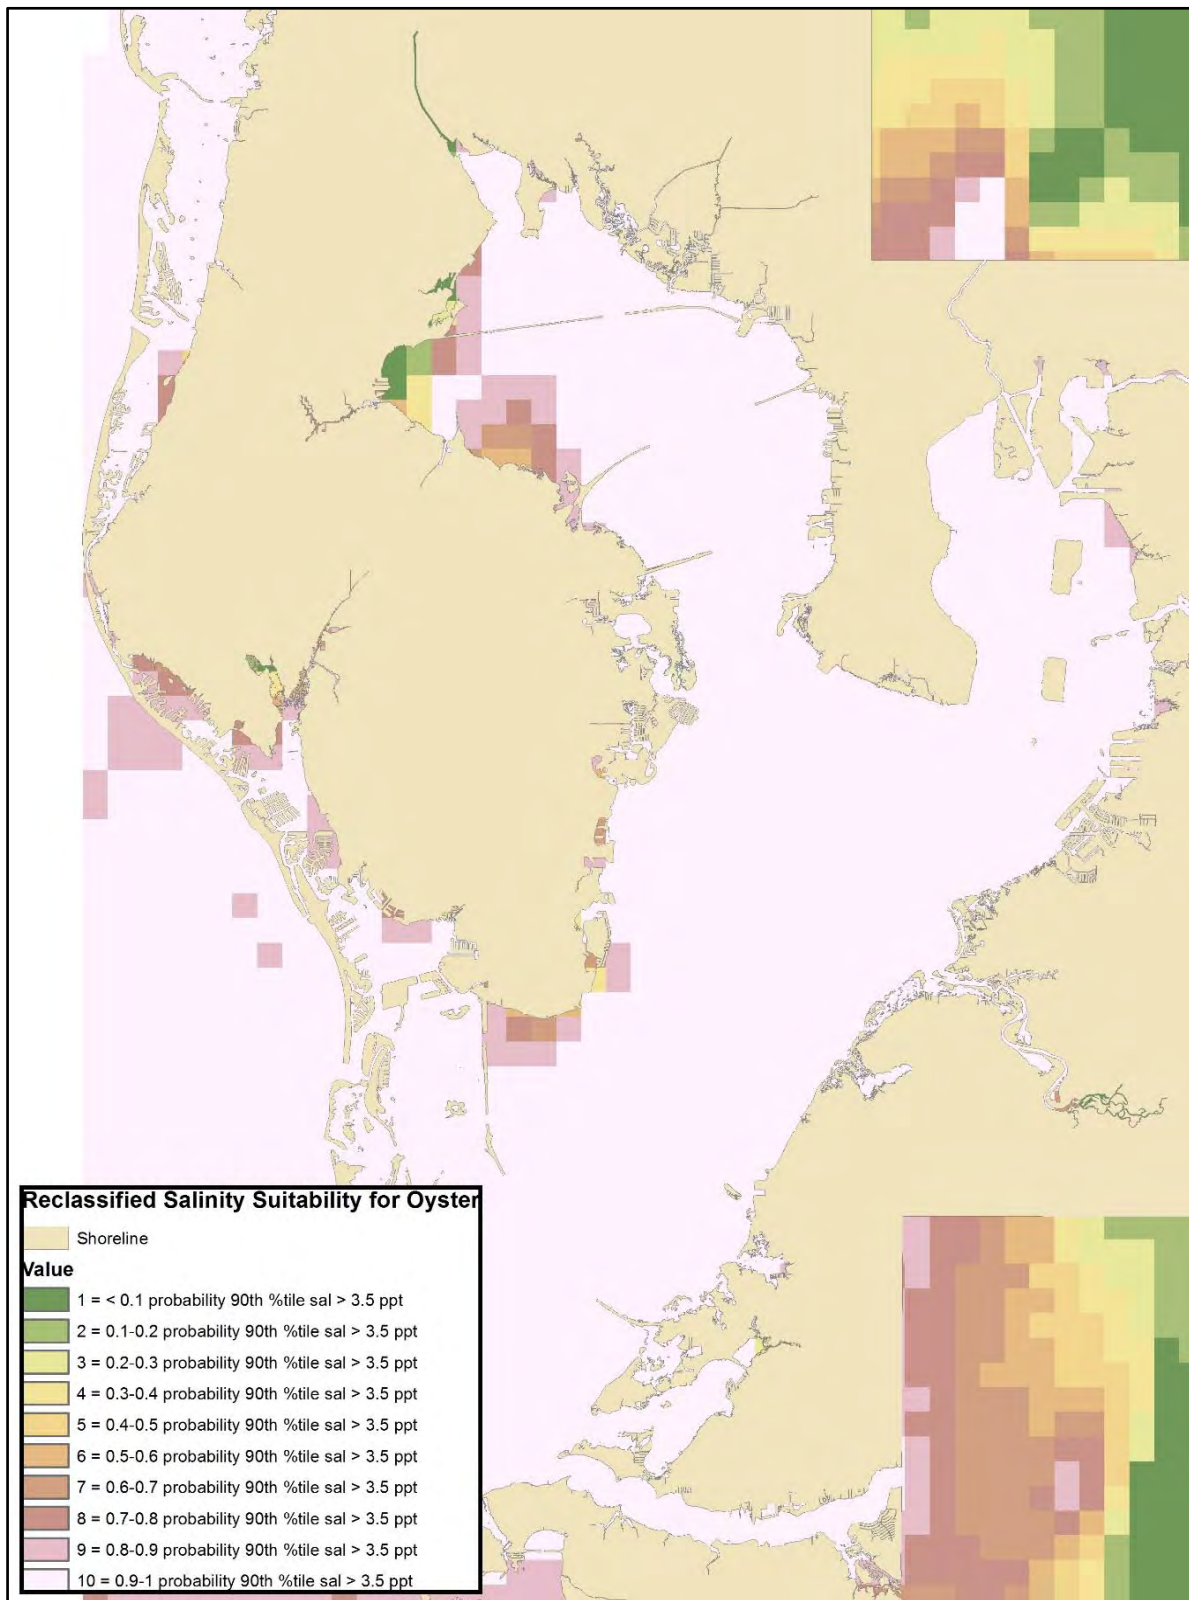 Reclassified Salinity Suitability for Oyster
Shoreline
Value
1 = < 0.1 probability 90th %tile sal > 3.5 ppt
2 = 0.1-0.2 probability 90th %tile sal > 3.5 ppt
3 = 0.2-0.3 probability 90th %tile sal > 3.5 ppt
4 = 0.3-0.4 probability 90th %tile sal > 3.5 ppt
5 = 0.4-0.5 probability 90th %tile sal > 3.5 ppt
6 = 0.5-0.6 probability 90th %tile sal > 3.5 ppt
7 = 0.6-0.7 probability 90th %tile sal > 3.5 ppt
8 = 0.7-0.8 probability 90th %tile sal > 3.5 ppt
9 = 0.8-0.9 probability 90th %tile sal > 3.5 ppt
10 = 0.9-1 probability 90th %tile sal > 3.5 ppt